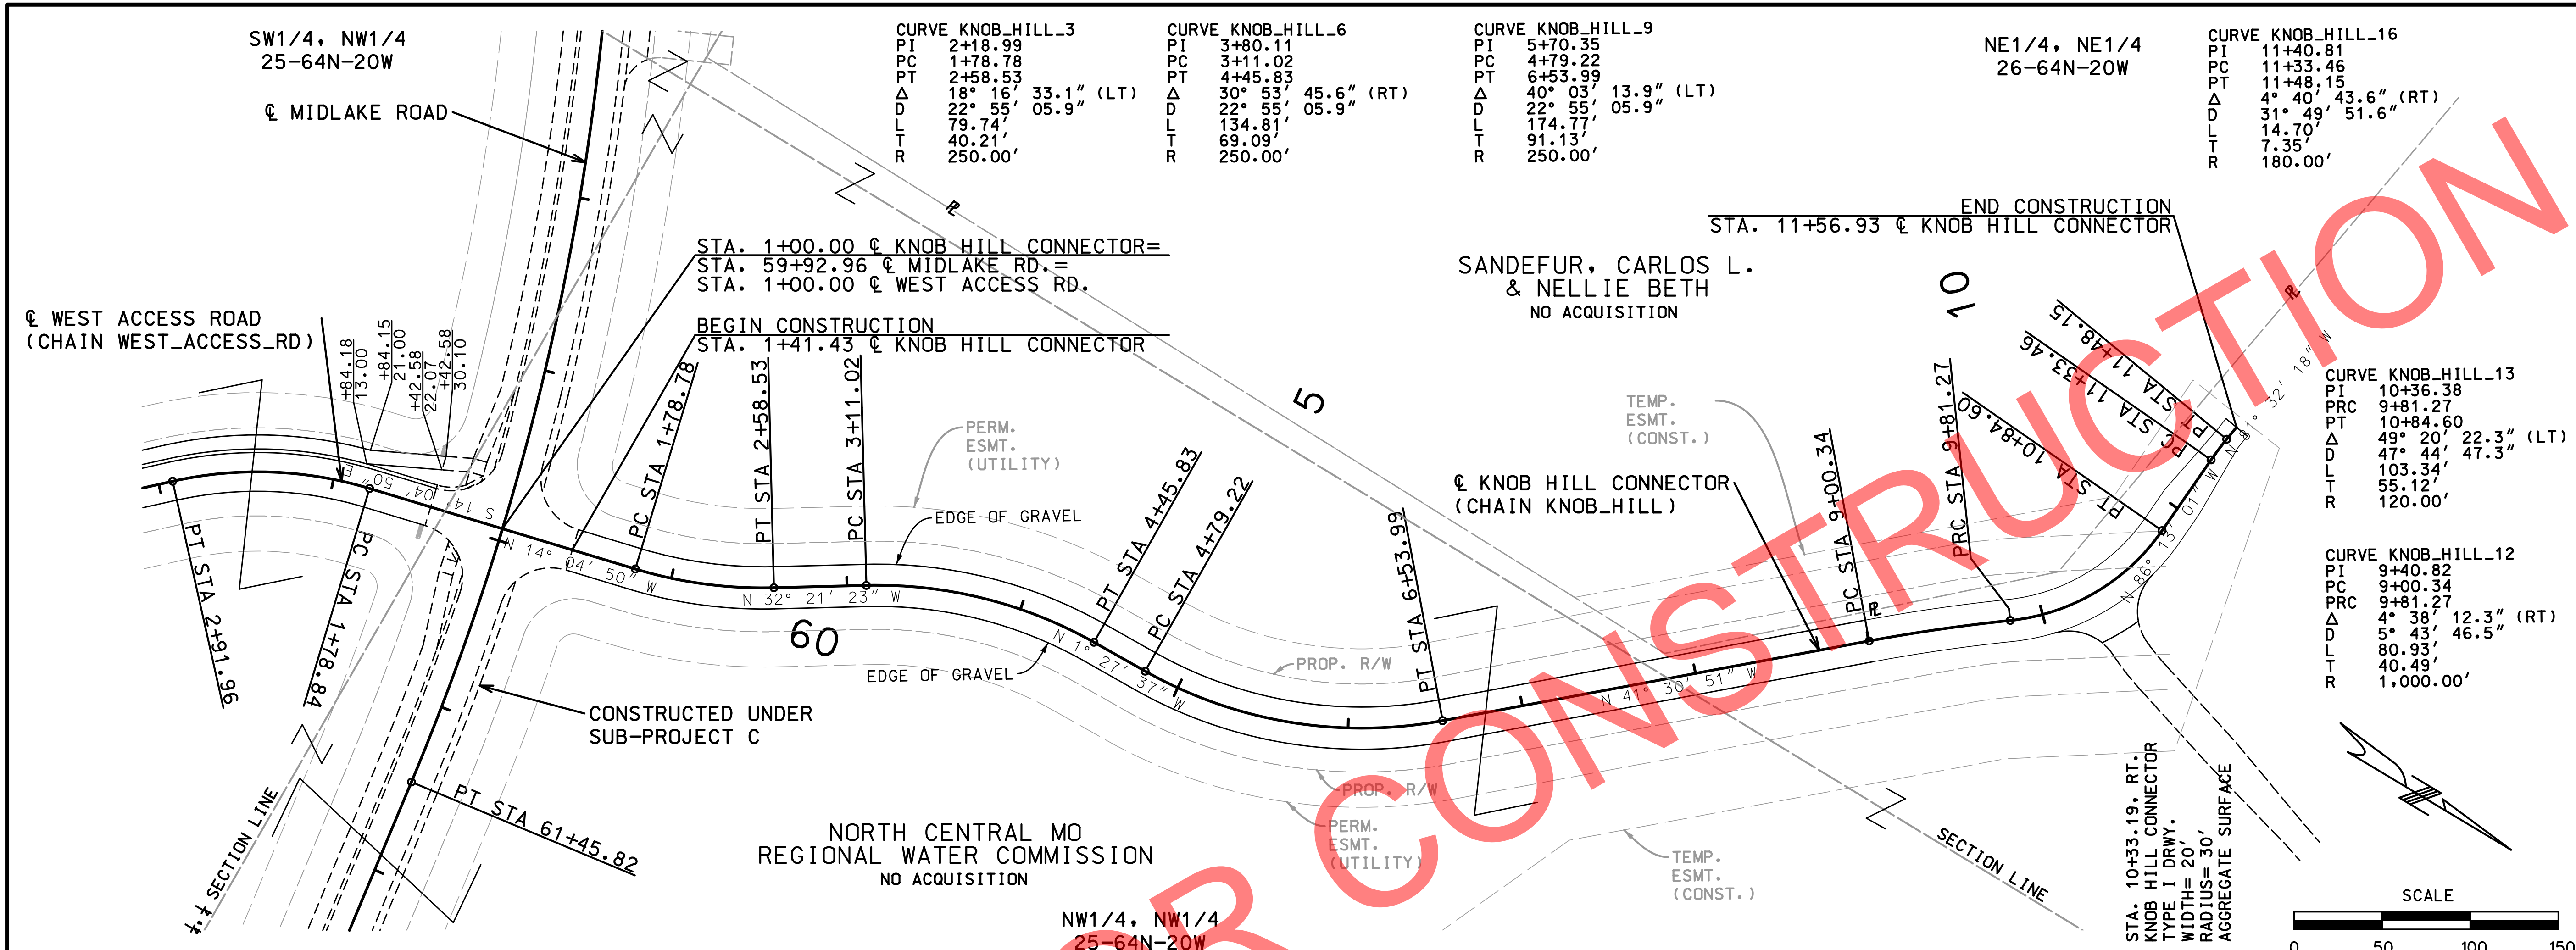 SW1/4, NW1/4
25-64N-20W
℄ MIDLAKE ROAD
CURVE KNOB_HILL_3
PI 2+18.99
PC 1+78.78
PT 2+58.53
Δ 18° 16' 33.1" (LT)
D 22° 55' 05.9"
L 79.74'
T 40.21'
R 250.00'
CURVE KNOB_HILL_6
PI 3+80.11
PC 3+11.02
PT 4+45.83
Δ 30° 53' 45.6" (RT)
D 22° 55' 05.9"
L 134.81'
T 69.09'
R 250.00'
CURVE KNOB_HILL_9
PI 5+70.35
PC 4+79.22
PT 6+53.99
Δ 40° 03' 13.9" (LT)
D 22° 55' 05.9"
L 174.77'
T 91.13'
R 250.00'
NE1/4, NE1/4
26-64N-20W
CURVE KNOB_HILL_16
PI 11+40.81
PC 11+33.46
PT 11+48.15
Δ 4° 40' 43.6" (RT)
D 31° 49' 51.6"
L 14.70'
T 7.35'
R 180.00'
END CONSTRUCTION
STA. 11+56.93 ℄ KNOB HILL CONNECTOR
STA. 1+00.00 ℄ KNOB HILL CONNECTOR=
STA. 59+92.96 ℄ MIDLAKE RD.=
STA. 1+00.00 ℄ WEST ACCESS RD.
BEGIN CONSTRUCTION
STA. 1+41.43 ℄ KNOB HILL CONNECTOR
SANDEFUR, CARLOS L.
& NELLIE BETH
NO ACQUISITION
℄ WEST ACCESS ROAD
(CHAIN WEST_ACCESS_RD)
+84.18
13.00
+84.15
21.00
+42.58
22.07
+42.58
30.10
PC STA 1+78.78
PT STA 2+58.53
PC STA 3+11.02
PERM.
ESMT.
(UTILITY)
EDGE OF GRAVEL
PT STA 4+45.83
PC STA 4+79.22
PT STA 6+53.99
5
TEMP.
ESMT.
(CONST.)
℄ KNOB HILL CONNECTOR
(CHAIN KNOB_HILL)
PC STA 9+00.34
PRC STA 9+81.27
10
PT STA 10+84.60
PC STA 11+33.46
PT STA 11+48.15
PL
PL
PL
N 81° 32' 18" W
CURVE KNOB_HILL_13
PI 10+36.38
PRC 9+81.27
PT 10+84.60
Δ 49° 20' 22.3" (LT)
D 47° 44' 47.3"
L 103.34'
T 55.12'
R 120.00'
CURVE KNOB_HILL_12
PI 9+40.82
PC 9+00.34
PRC 9+81.27
Δ 4° 38' 12.3" (RT)
D 5° 43' 46.5"
L 80.93'
T 40.49'
R 1,000.00'
S 14° 04' 50" E
N 14° 04' 50" W
N 32° 21' 23" W
N 1° 27' 37" W
N 41° 30' 51" W
N 86° 13' 01" W
PT STA 2+91.96
PC STA 1+78.84
60
EDGE OF GRAVEL
PROP. R/W
PROP. R/W
PERM.
ESMT.
(UTILITY)
CONSTRUCTED UNDER
SUB-PROJECT C
PT STA 61+45.82
¼,¼ SECTION LINE
NORTH CENTRAL MO
REGIONAL WATER COMMISSION
NO ACQUISITION
NW1/4, NW1/4
25-64N-20W
TEMP.
ESMT.
(CONST.)
SECTION LINE
STA. 10+33.19, RT.
KNOB HILL CONNECTOR
TYPE I DRWY.
WIDTH= 20'
RADIUS= 30'
AGGREGATE SURFACE
SCALE
0 50 100 150
OR CONSTRUCTION